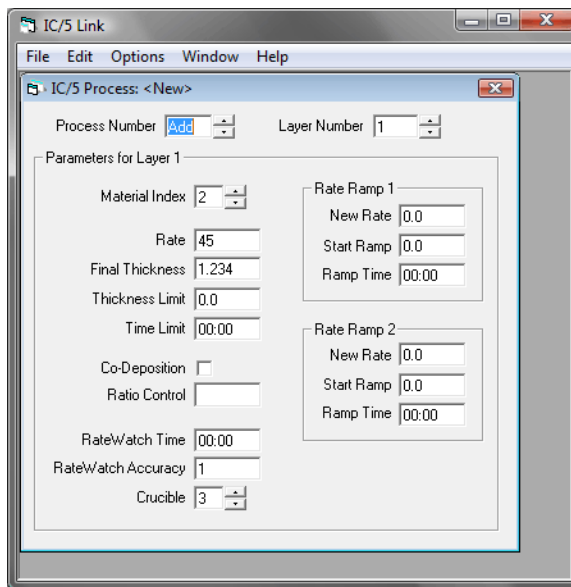 IC/5 Link
File Edit Options Window Help
IC/5 Process: <New>
Process Number Add Layer Number 1
Parameters for Layer 1
Material Index 2
Rate 45
Final Thickness 1.234
Thickness Limit 0.0
Time Limit 00:00
Co-Deposition
Ratio Control
RateWatch Time 00:00
RateWatch Accuracy 1
Crucible 3
Rate Ramp 1
New Rate 0.0
Start Ramp 0.0
Ramp Time 00:00
Rate Ramp 2
New Rate 0.0
Start Ramp 0.0
Ramp Time 00:00